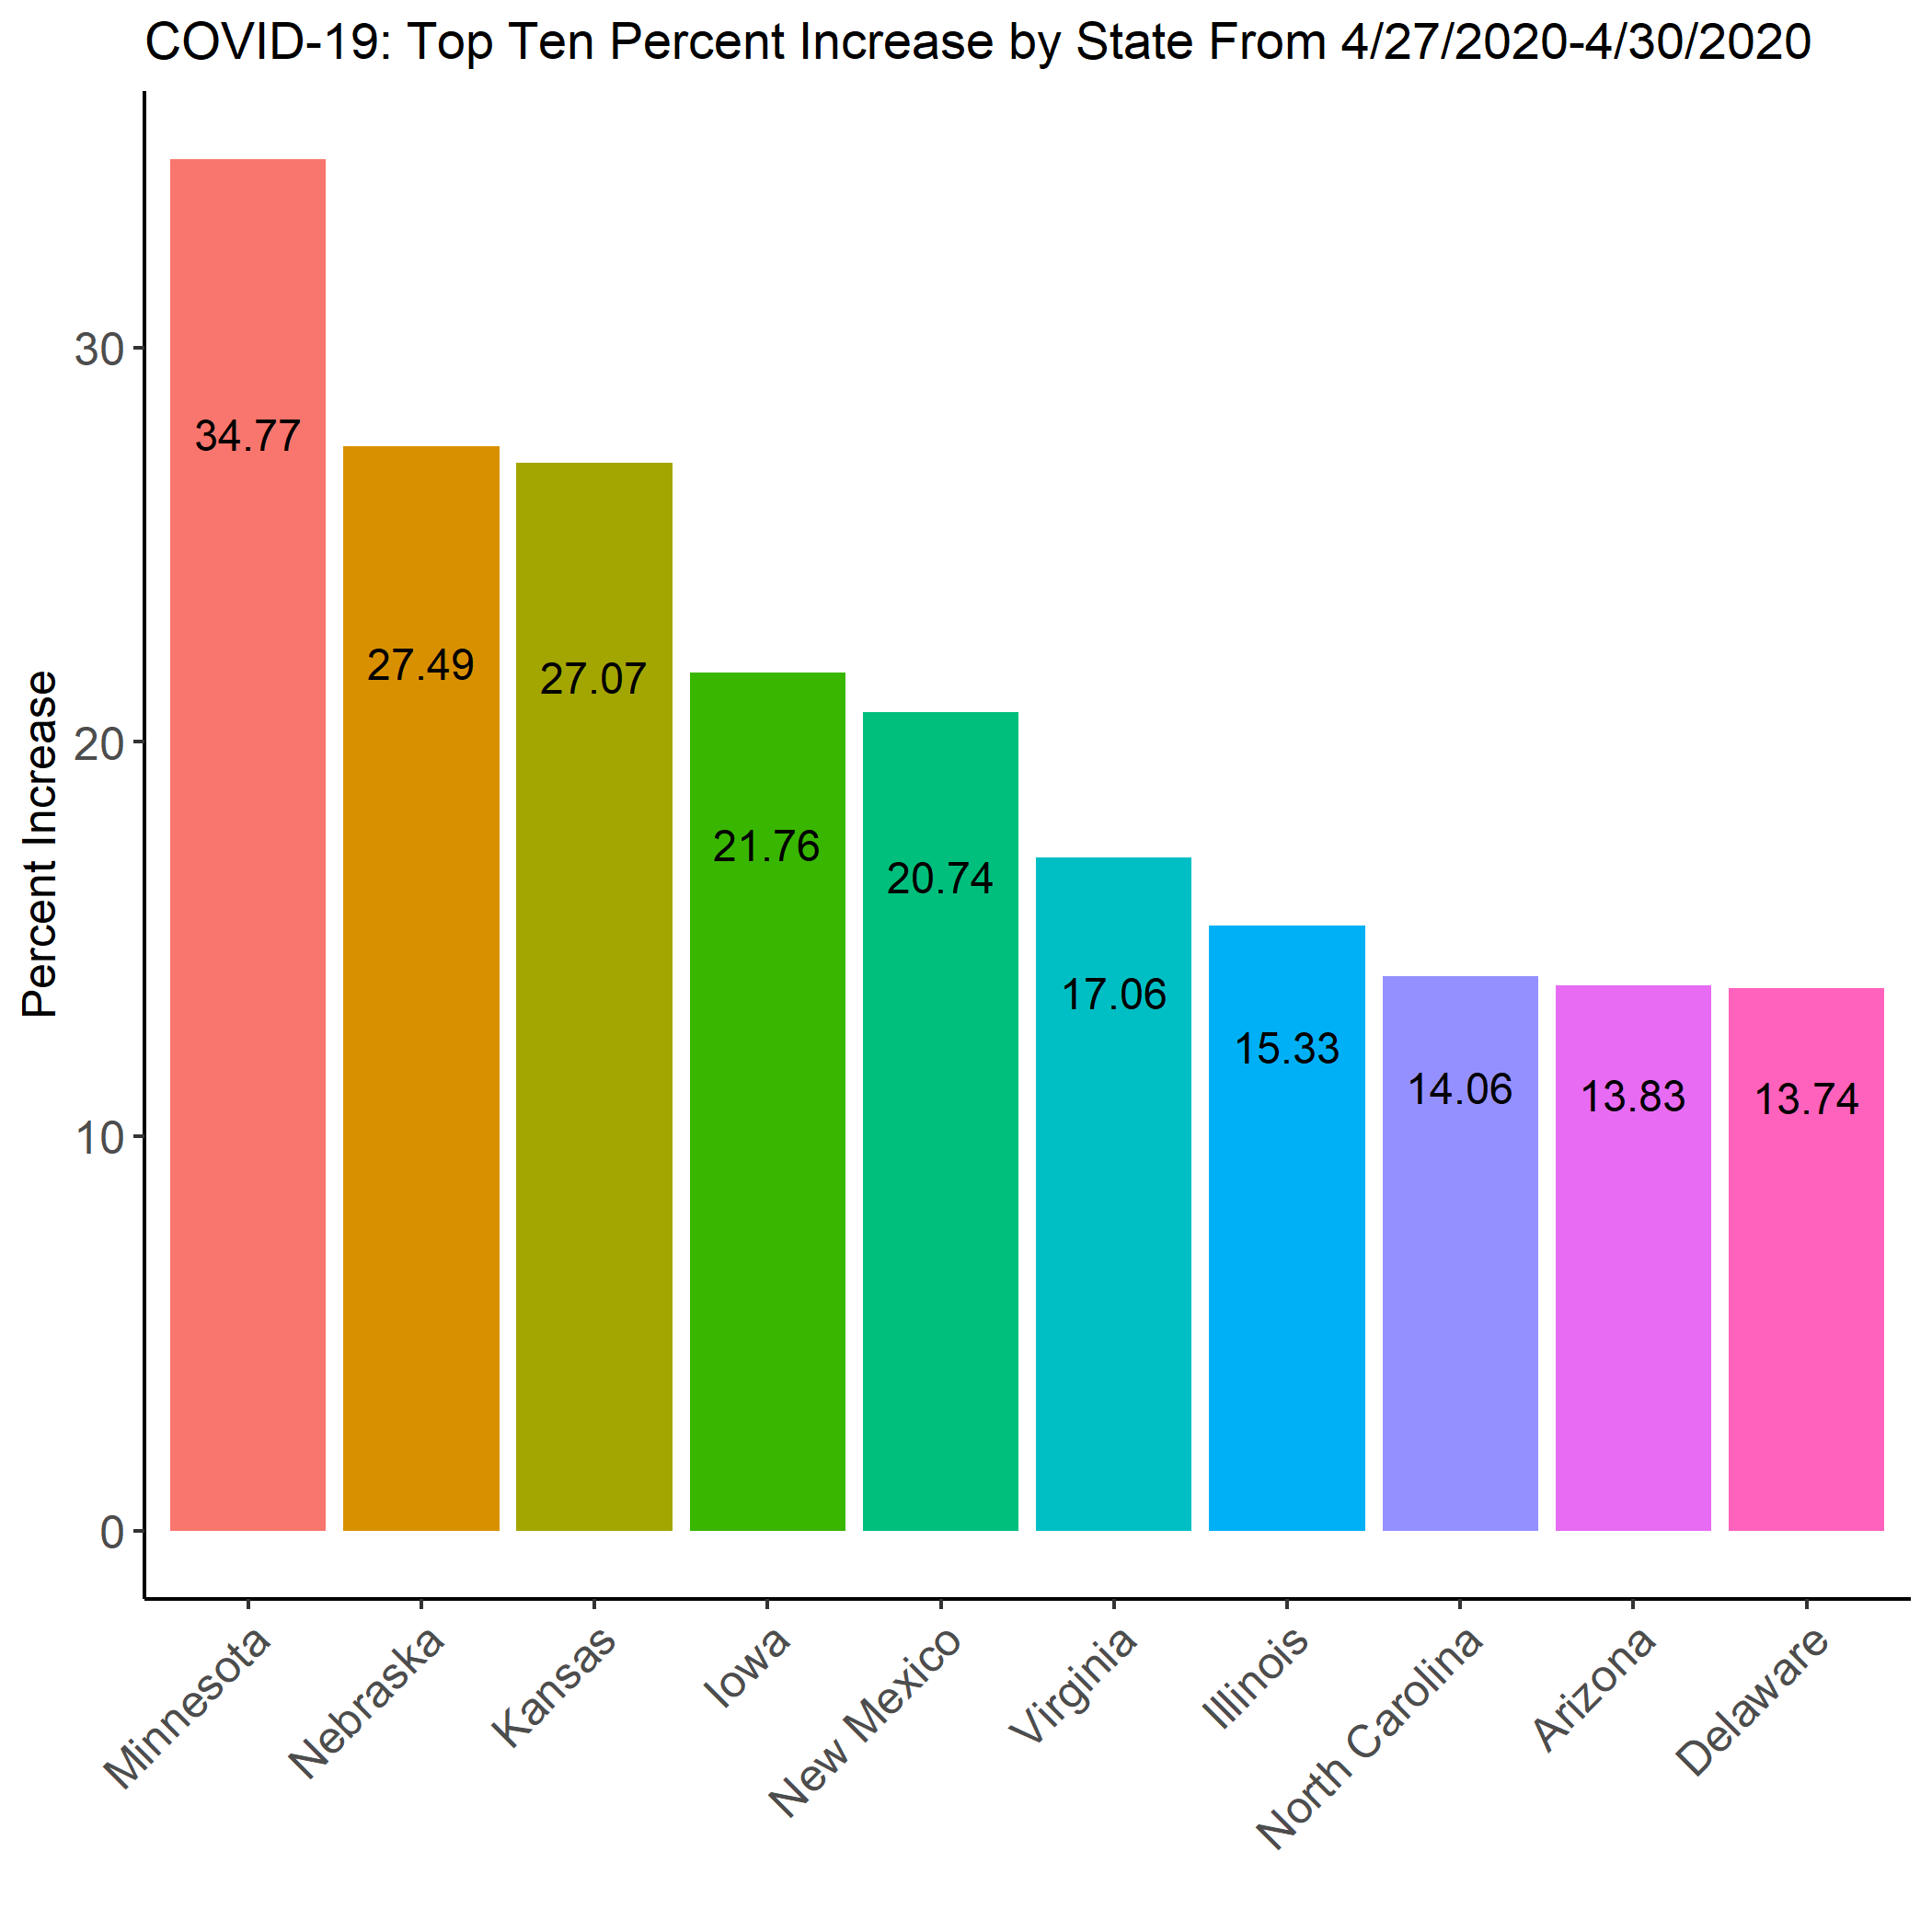 COVID-19: Top Ten Percent Increase by State From 4/27/2020-4/30/2020
Percent Increase
30
20
10
0
34.77
27.49
27.07
21.76
20.74
17.06
15.33
14.06
13.83
13.74
Minnesota
Nebraska
Kansas
Iowa
New Mexico
Virginia
Illinois
North Carolina
Arizona
Delaware